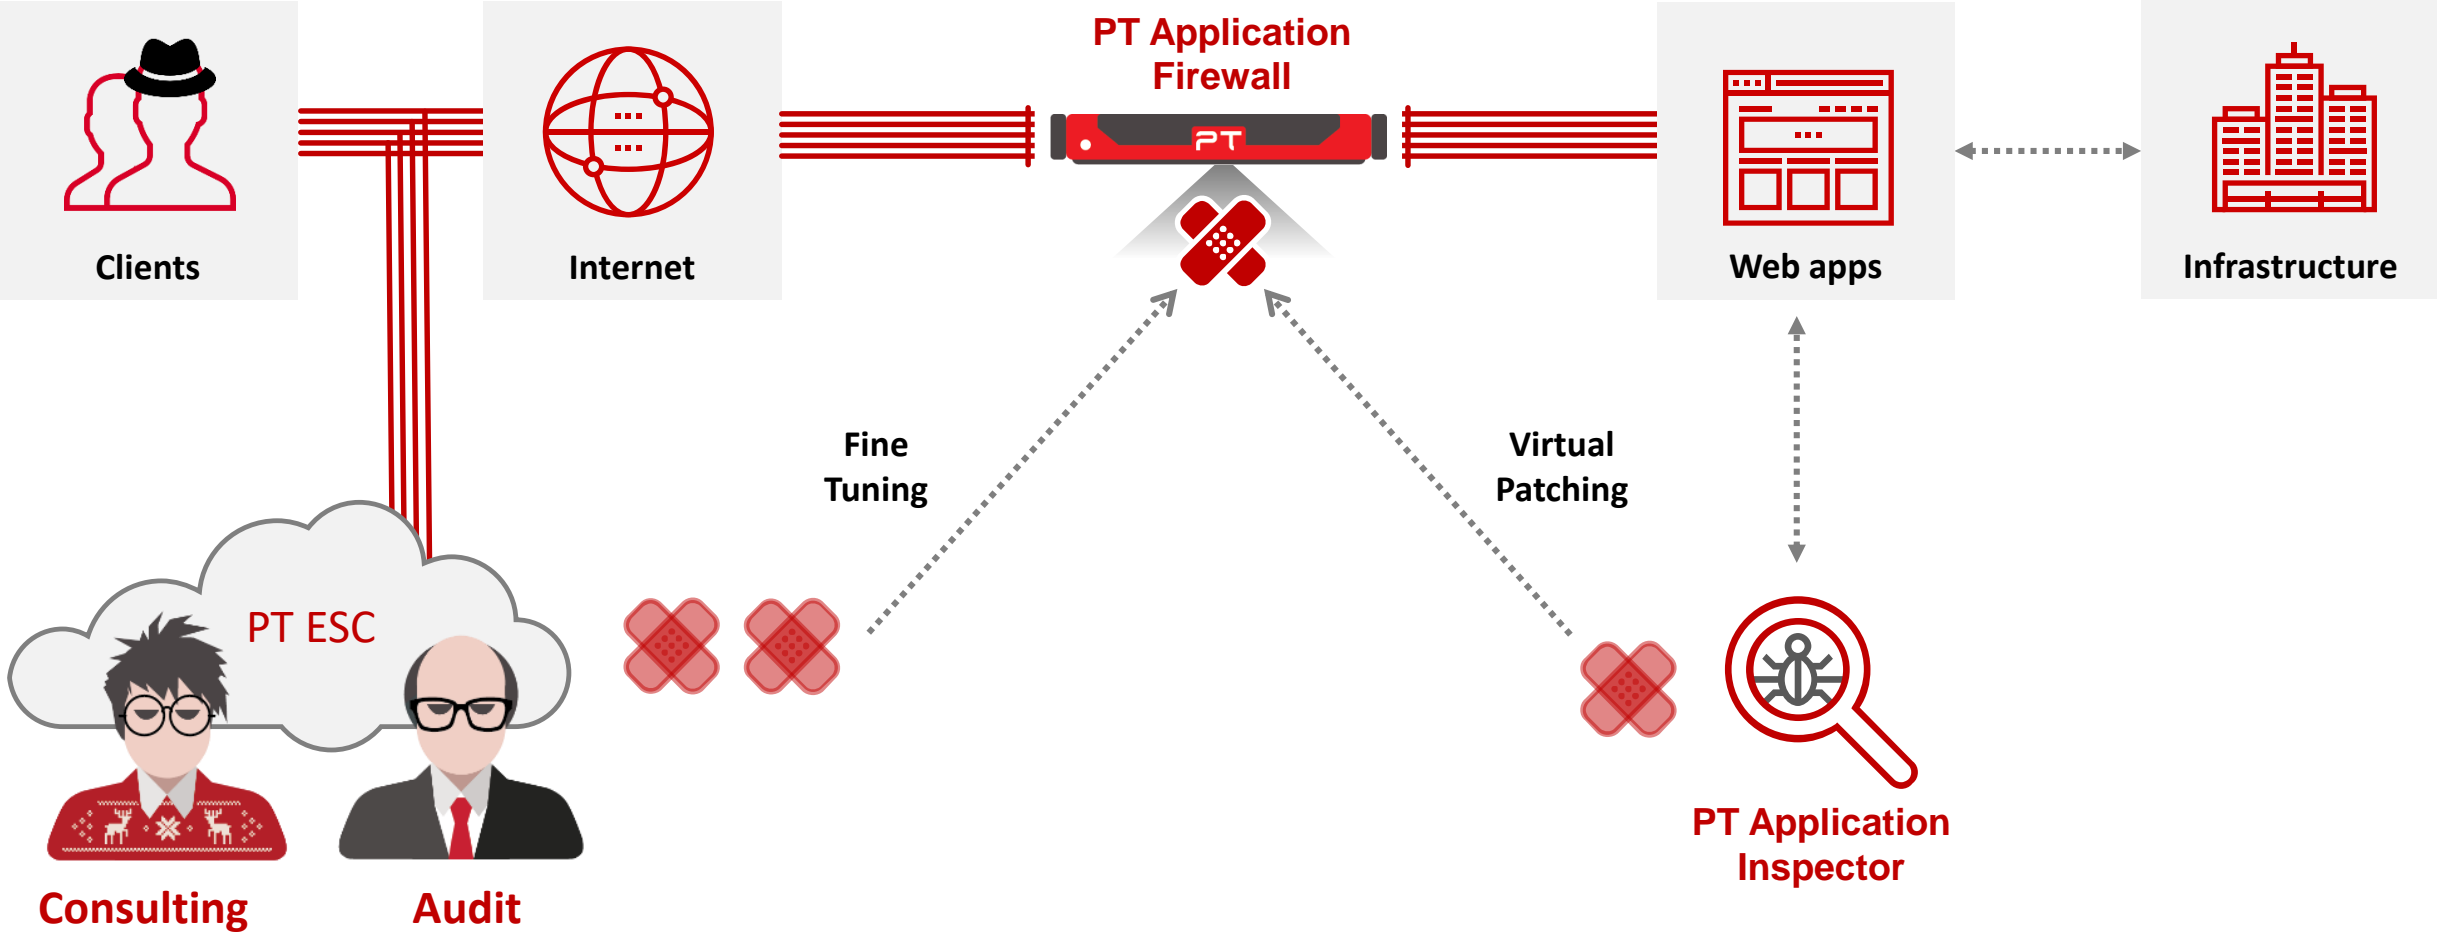 PT Application
Firewall
PT
Clients
Internet
Web apps
Infrastructure
Fine
Tuning
Virtual
Patching
PT ESC
PT Application
Inspector
Consulting
Audit